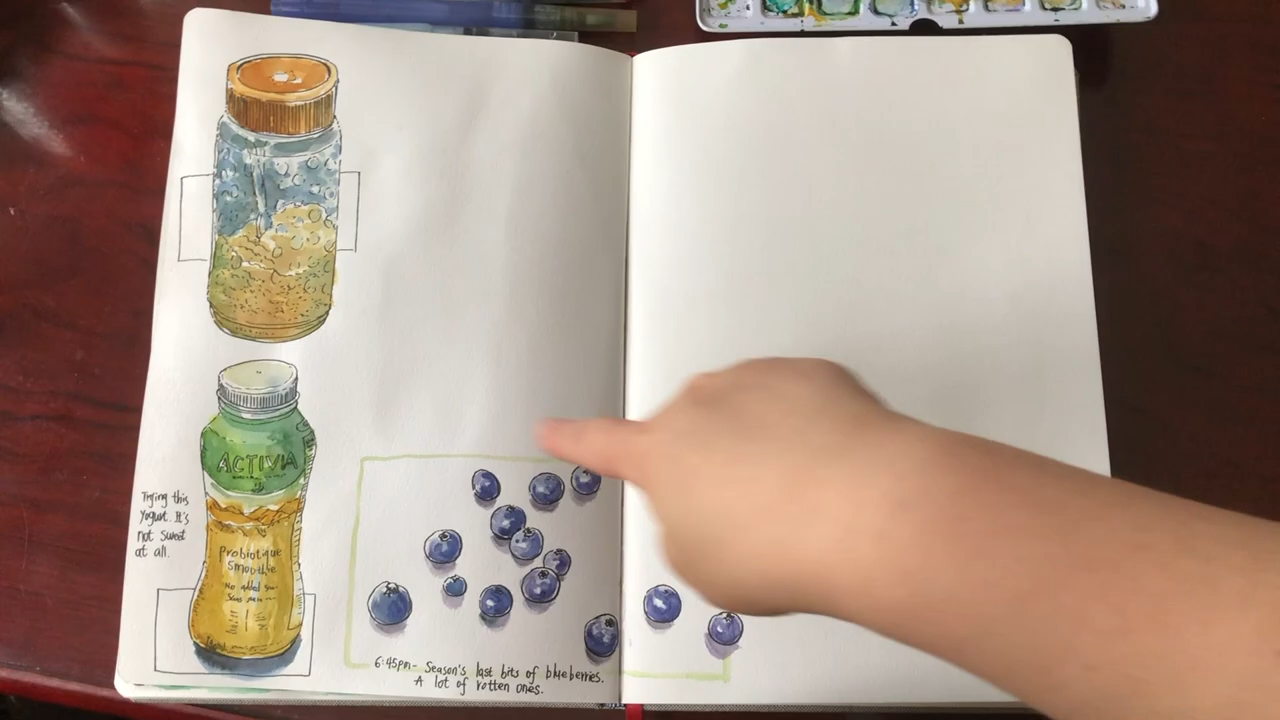 ACTIVIA
Trying this
Yogurt. It's
not sweet
at all.
Probiotique
Smoothie
No added su-
6:45pm- Season's last bits of blueberries.
A lot of rotten ones.